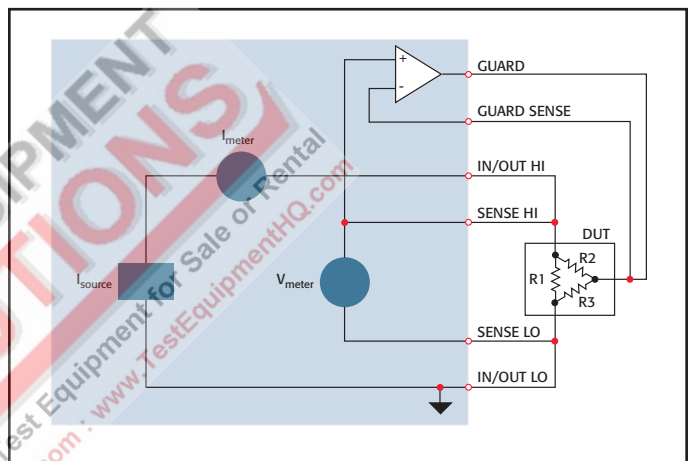 GUARD
+
-
GUARD SENSE
Imeter
IN/OUT HI
SENSE HI
DUT
R2
R1
R3
Isource
Vmeter
SENSE LO
IN/OUT LO
Test Equipment for Sale or Rental
www.TestEquipmentHQ.com